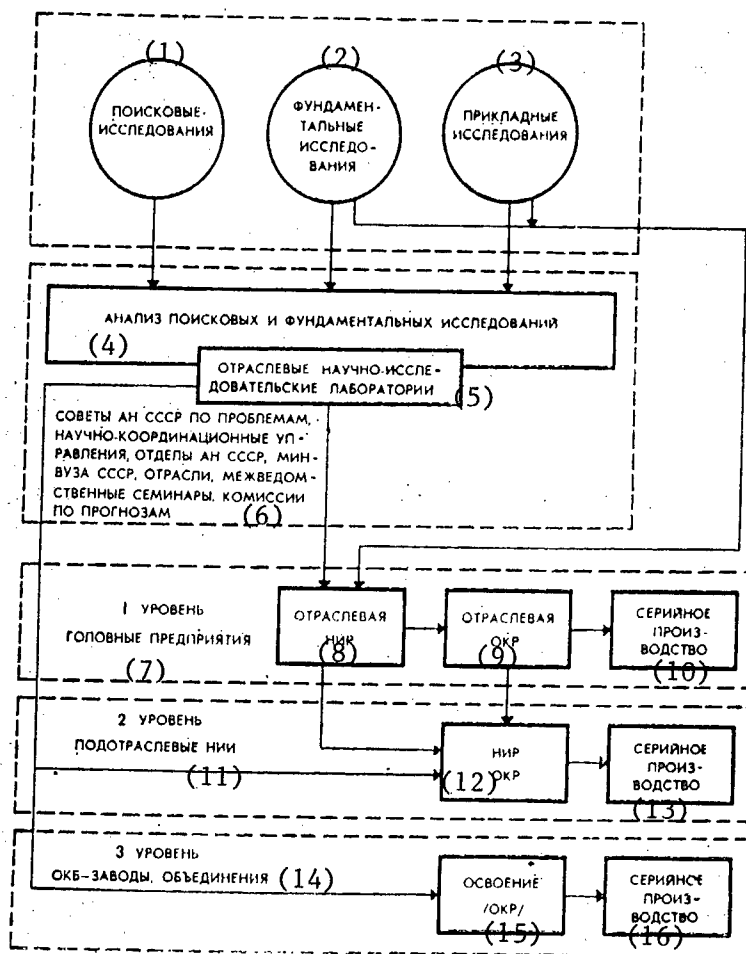 (1)
(2)
(3)
ПОИСКОВЫЕ
ИССЛЕДОВАНИЯ
ФУНДАМЕН-
ТАЛЬНЫЕ
ИССЛЕДО-
ВАНИЯ
ПРИКЛАДНЫЕ
ИССЛЕДОВАНИЯ
АНАЛИЗ ПОИСКОВЫХ И ФУНДАМЕНТАЛЬНЫХ ИССЛЕДОВАНИЙ
(4)
ОТРАСЛЕВЫЕ НАУЧНО-ИССЛЕ-
ДОВАТЕЛЬСКИЕ ЛАБОРАТОРИИ
(5)
СОВЕТЫ АН СССР ПО ПРОБЛЕМАМ,
НАУЧНО-КООРДИНАЦИОННЫЕ УП-
РАВЛЕНИЯ, ОТДЕЛЫ АН СССР, МИН-
ВУЗА СССР, ОТРАСЛИ, МЕЖВЕДОМ-
СТВЕННЫЕ СЕМИНАРЫ, КОМИССИИ
ПО ПРОГНОЗАМ (6)
1 УРОВЕНЬ
ГОЛОВНЫЕ ПРЕДПРИЯТИЯ
(7)
ОТРАСЛЕВАЯ
НИР
(8)
ОТРАСЛЕВАЯ
ОКР
(9)
СЕРИЙНОЕ
ПРОИЗ-
ВОДСТВО
(10)
2 УРОВЕНЬ
ПОДОТРАСЛЕВЫЕ НИИ
(11)
НИР
ОКР
(12)
СЕРИЙНОЕ
ПРОИЗ-
ВОДСТВО
(13)
3 УРОВЕНЬ
ОКБ-ЗАВОДЫ, ОБЪЕДИНЕНИЯ (14)
ОСВОЕНИЕ
/ОКР/
(15)
СЕРИЙНОЕ
ПРОИЗ-
ВОДСТВО
(16)